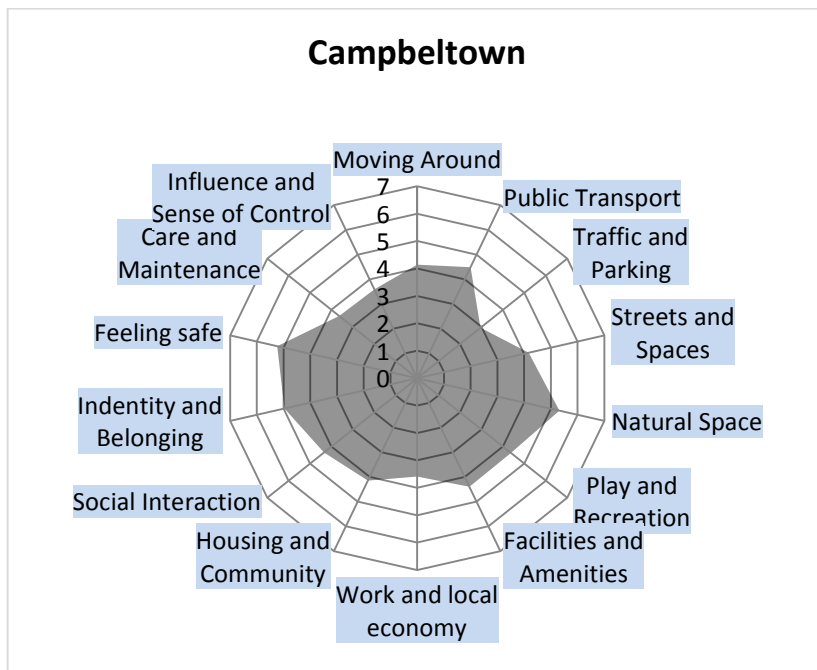 Campbeltown
Moving Around
Public Transport
Traffic and
Parking
Streets and
Spaces
Natural Space
Play and
Recreation
Facilities and
Amenities
Work and local
economy
Housing and
Community
Social Interaction
Indentity and
Belonging
Feeling safe
Care and
Maintenance
Influence and
Sense of Control
7
6
5
4
3
2
1
0